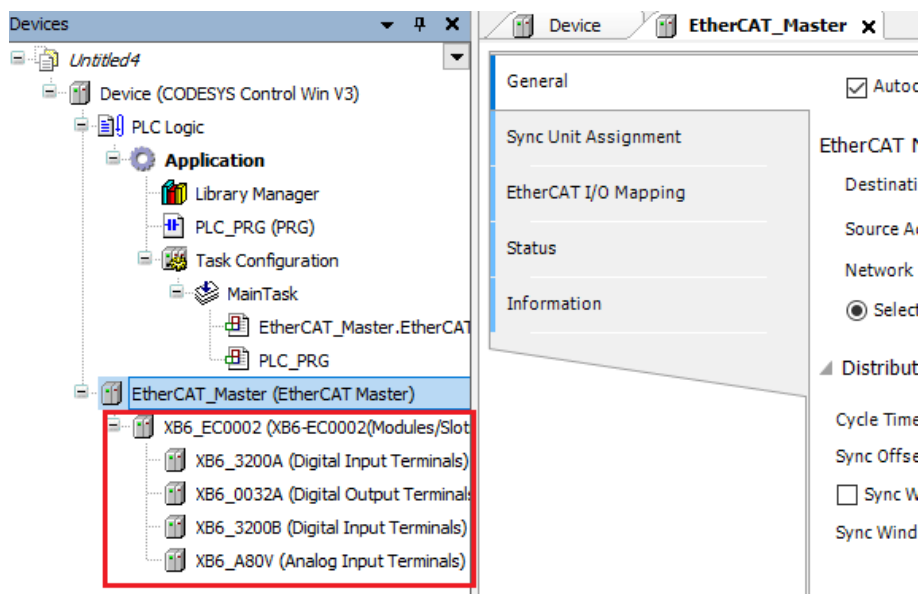 Devices
Untitled4
Device (CODESYS Control Win V3)
PLC Logic
Application
Library Manager
PLC_PRG (PRG)
Task Configuration
MainTask
EtherCAT_Master.EtherCAT
PLC_PRG
EtherCAT_Master (EtherCAT Master)
XB6_EC0002 (XB6-EC0002(Modules/Slot
XB6_3200A (Digital Input Terminals)
XB6_0032A (Digital Output Terminals
XB6_3200B (Digital Input Terminals)
XB6_A80V (Analog Input Terminals)
Device
EtherCAT_Master
General
Sync Unit Assignment
EtherCAT I/O Mapping
Status
Information
Autoc
EtherCAT
Destinati
Source
Network
Select
Distribut
Cycle Time
Sync Offse
Sync
Sync Wind